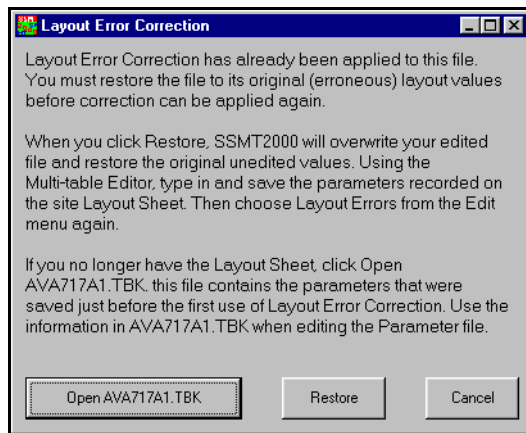 Layout Error Correction
Layout Error Correction has already been applied to this file.
You must restore the file to its original (erroneous) layout values
before correction can be applied again.
When you click Restore, SSMT2000 will overwrite your edited
file and restore the original unedited values. Using the
Multi-table Editor, type in and save the parameters recorded on
the site Layout Sheet. Then choose Layout Errors from the Edit
menu again.
If you no longer have the Layout Sheet, click Open
AVA717A1.TBK. this file contains the parameters that were
saved just before the first use of Layout Error Correction. Use the
information in AVA717A1.TBK when editing the Parameter file.
Open AVA717A1.TBK
Restore
Cancel